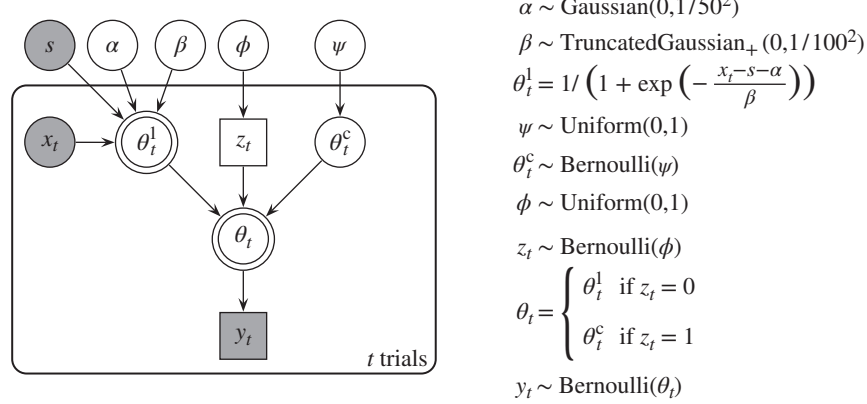 s α β ϕ ψ
x_t θ_t^l z_t θ_t^c
θ_t
y_t
t trials
α ∼ Gaussian(0,1/50²)
β ∼ TruncatedGaussian₊(0,1/100²)
θ_t^l = 1/ (1 + exp (− (x_t−s−α)/β))
ψ ∼ Uniform(0,1)
θ_t^c ∼ Bernoulli(ψ)
ϕ ∼ Uniform(0,1)
z_t ∼ Bernoulli(ϕ)
θ_t = { θ_t^l if z_t = 0
θ_t^c if z_t = 1
y_t ∼ Bernoulli(θ_t)